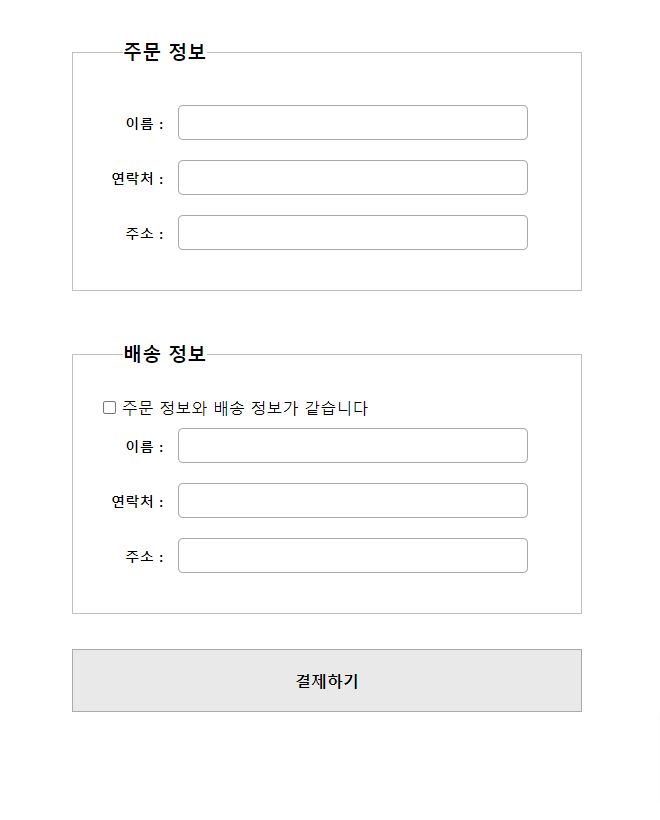 주문 정보
이름 :
연락처 :
주소 :
배송 정보
주문 정보와 배송 정보가 같습니다
이름 :
연락처 :
주소 :
결제하기